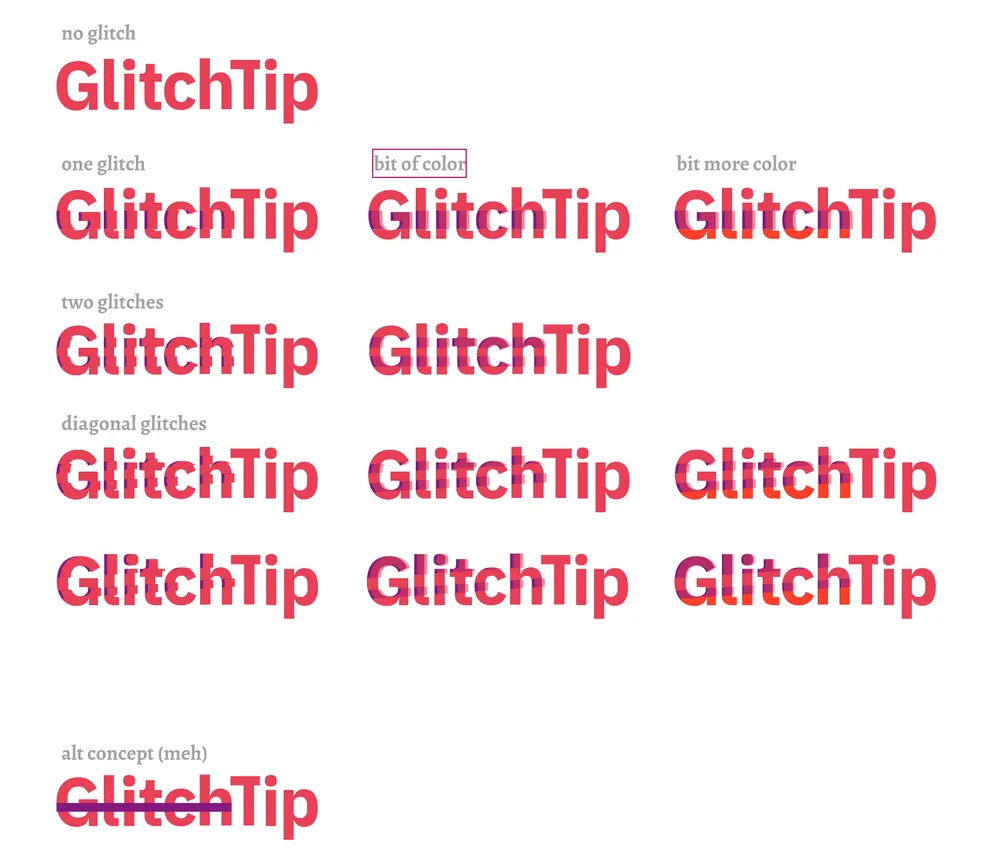 no glitch
GlitchTip
one glitch
bit of color
bit more color
GlitchTip
GlitchTip
GlitchTip
two glitches
GlitchTip
GlitchTip
diagonal glitches
GlitchTip
GlitchTip
GlitchTip
GlitchTip
GlitchTip
GlitchTip
alt concept (meh)
GlitchTip